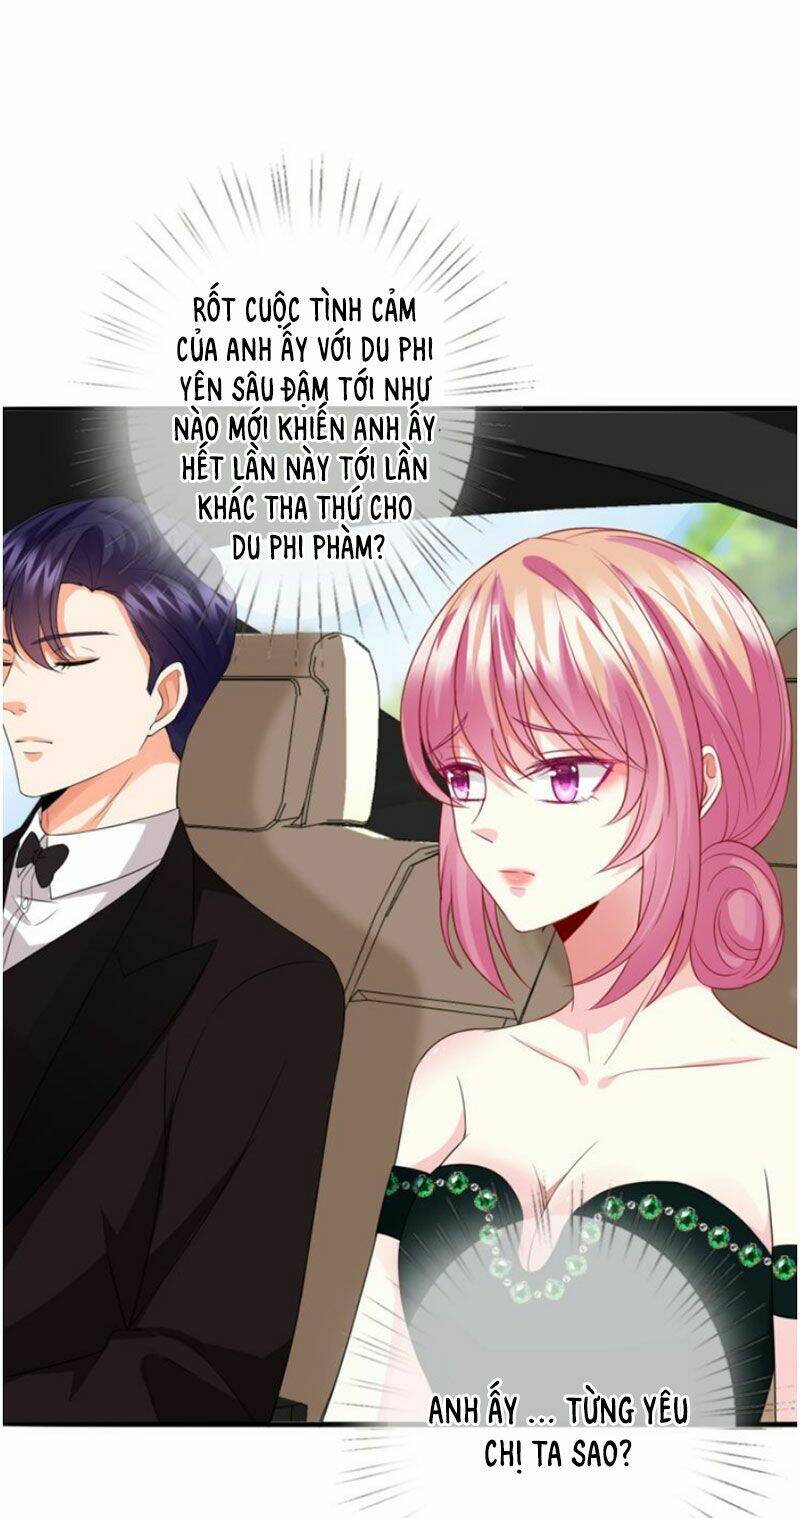 RỐT CUỘC TÌNH CẢM
CỦA ANH ẤY VỚI DU PHI
YÊN SÂU ĐẬM TỚI NHƯ
NÀO MỚI KHIẾN ANH ẤY
HẾT LẦN NÀY TỚI LẦN
KHÁC THA THỨ CHO
DU PHI PHÀM?
ANH ẤY ... TỪNG YÊU
CHỊ TA SAO?